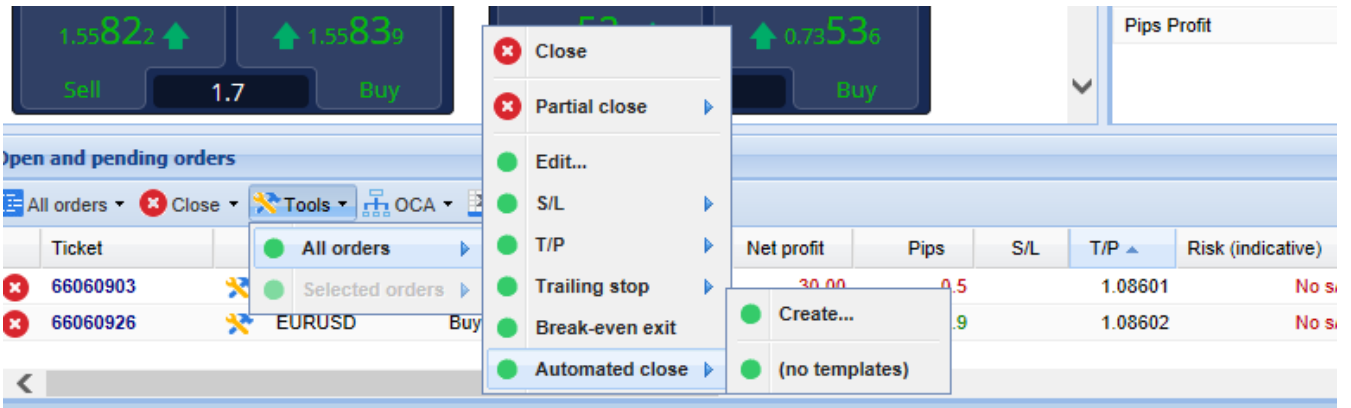 1.55822 1.55839 0.73536
Sell 1.7 Buy Buy
Pips Profit
Close
Partial close
Edit...
S/L
T/P
Trailing stop
Break-even exit
Automated close
Create...
(no templates)
Open and pending orders
All orders Close Tools OCA
All orders
Selected orders
Ticket Net profit Pips S/L T/P Risk (indicative)
66060903 30.00 0.5 1.08601 No
66060926 EURUSD Buy .9 1.08602 No